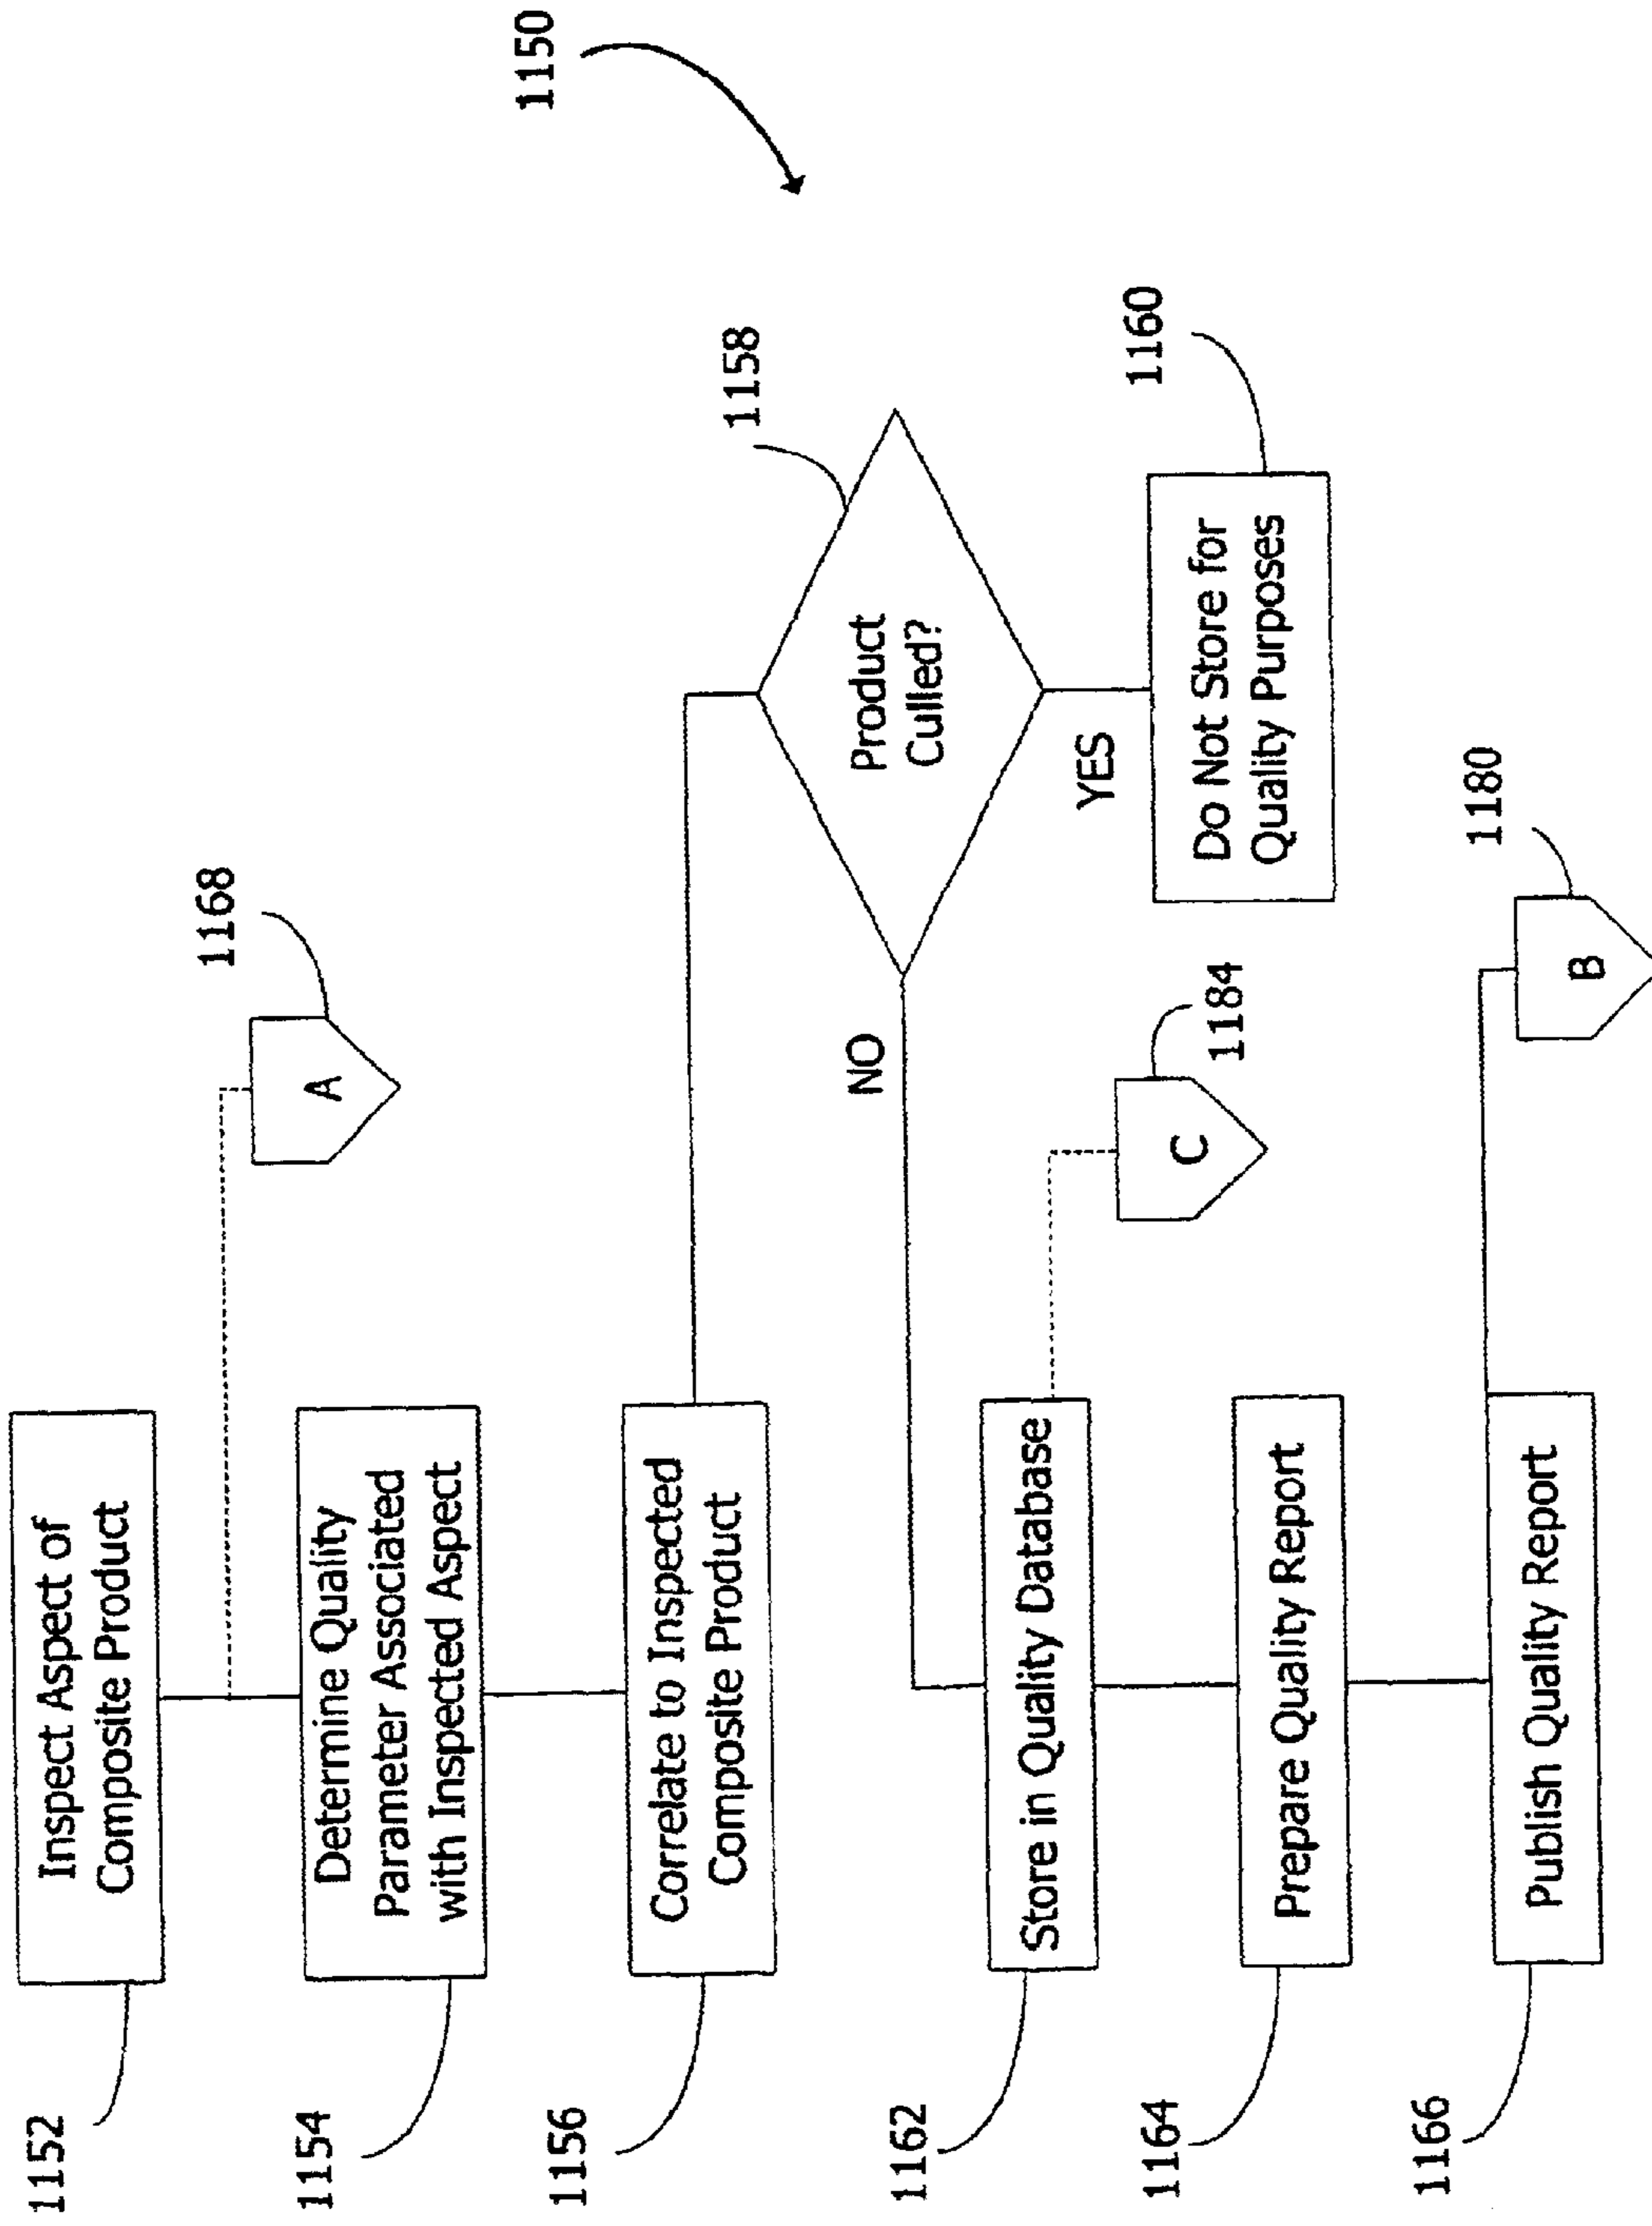 1150
1152
Inspect Aspect of
Composite Product
1168
A
1154
Determine Quality
Parameter Associated
with Inspected Aspect
1156
Correlate to Inspected
Composite Product
1158
Product
Culled?
NO
YES
1160
Do Not Store for
Quality Purposes
1162
Store in Quality Database
1184
C
1164
Prepare Quality Report
1166
Publish Quality Report
1180
B